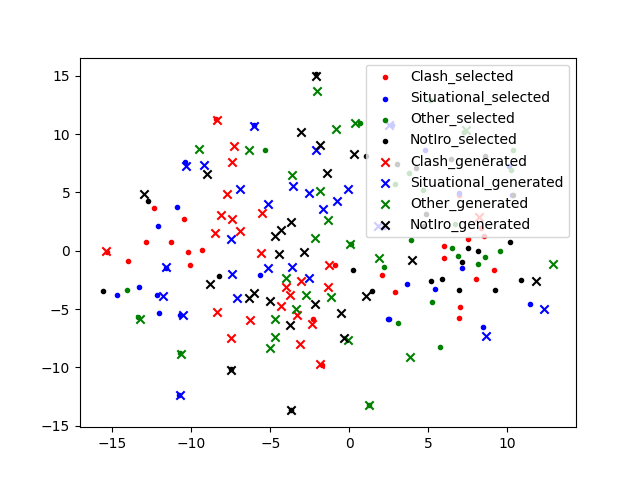 15
10
5
0
−5
−10
−15
−15
−10
−5
0
5
10
Clash_selected
Situational_selected
Other_selected
NotIro_selected
Clash_generated
Situational_generated
Other_generated
NotIro_generated